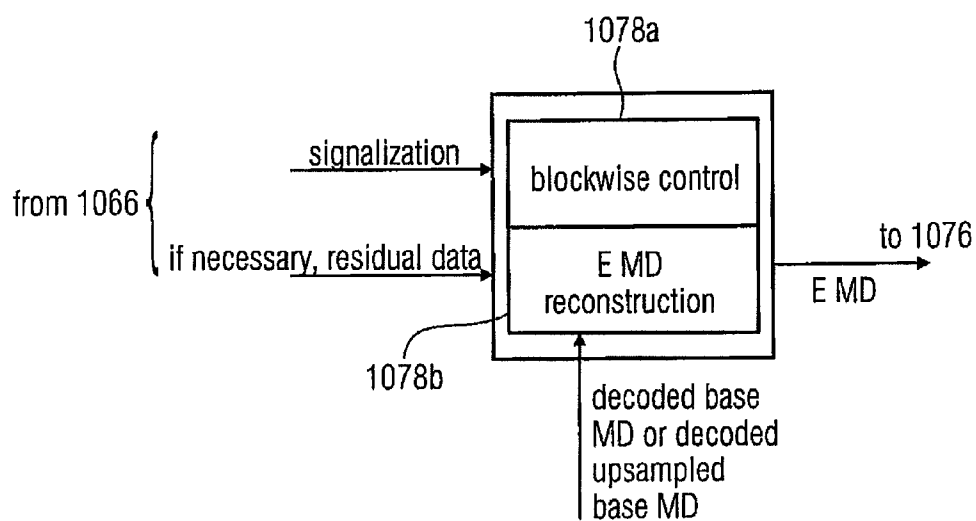 1078a
signalization
blockwise control
from 1066
if necessary, residual data
E MD
reconstruction
to 1076
E MD
1078b
decoded base
MD or decoded
upsampled
base MD